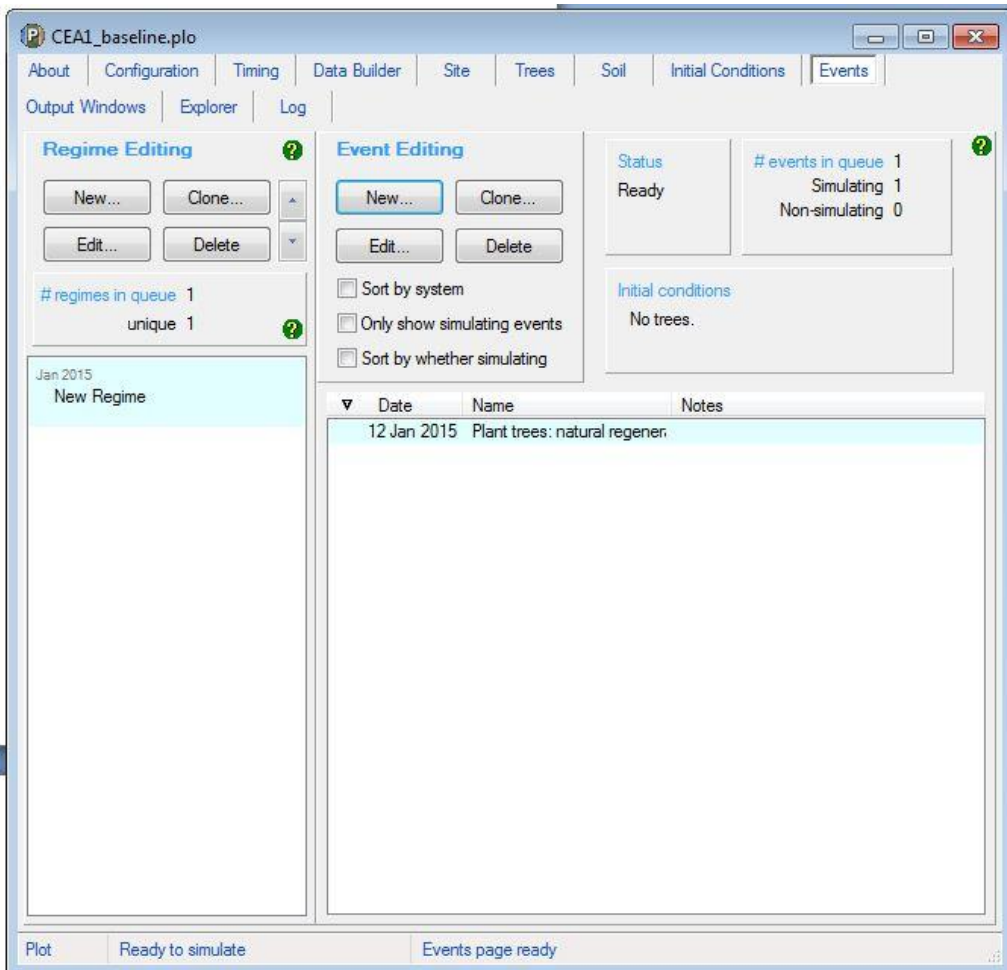 CEA1_baseline.plo
About Configuration Timing Data Builder Site Trees Soil Initial Conditions Events
Output Windows Explorer Log
Regime Editing ?
New... Clone...
Edit... Delete
# regimes in queue 1
unique 1 ?
Jan 2015
New Regime
Event Editing
New... Clone...
Edit... Delete
Sort by system
Only show simulating events
Sort by whether simulating
Status
Ready
# events in queue 1
Simulating 1
Non-simulating 0
?
Initial conditions
No trees.
Date Name Notes
12 Jan 2015 Plant trees: natural regener
Plot Ready to simulate Events page ready